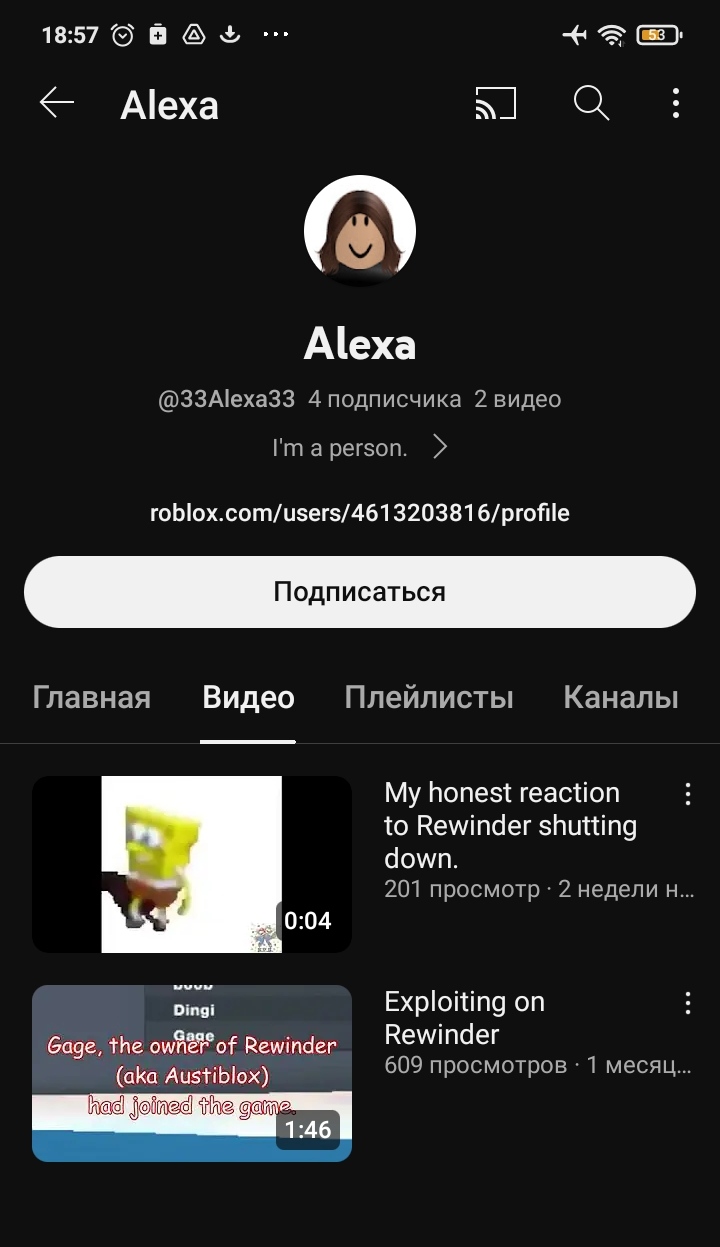 18:57
53
Alexa
Alexa
@33Alexa33 4 подписчика 2 видео
I'm a person.
roblox.com/users/4613203816/profile
Подписаться
Главная Видео Плейлисты Каналы
My honest reaction
to Rewinder shutting
down.
201 просмотр · 2 недели н...
0:04
Dingi
Gage
Gage, the owner of Rewinder
(aka Austiblox)
had joined the game.
1:46
Exploiting on
Rewinder
609 просмотров · 1 месяц...